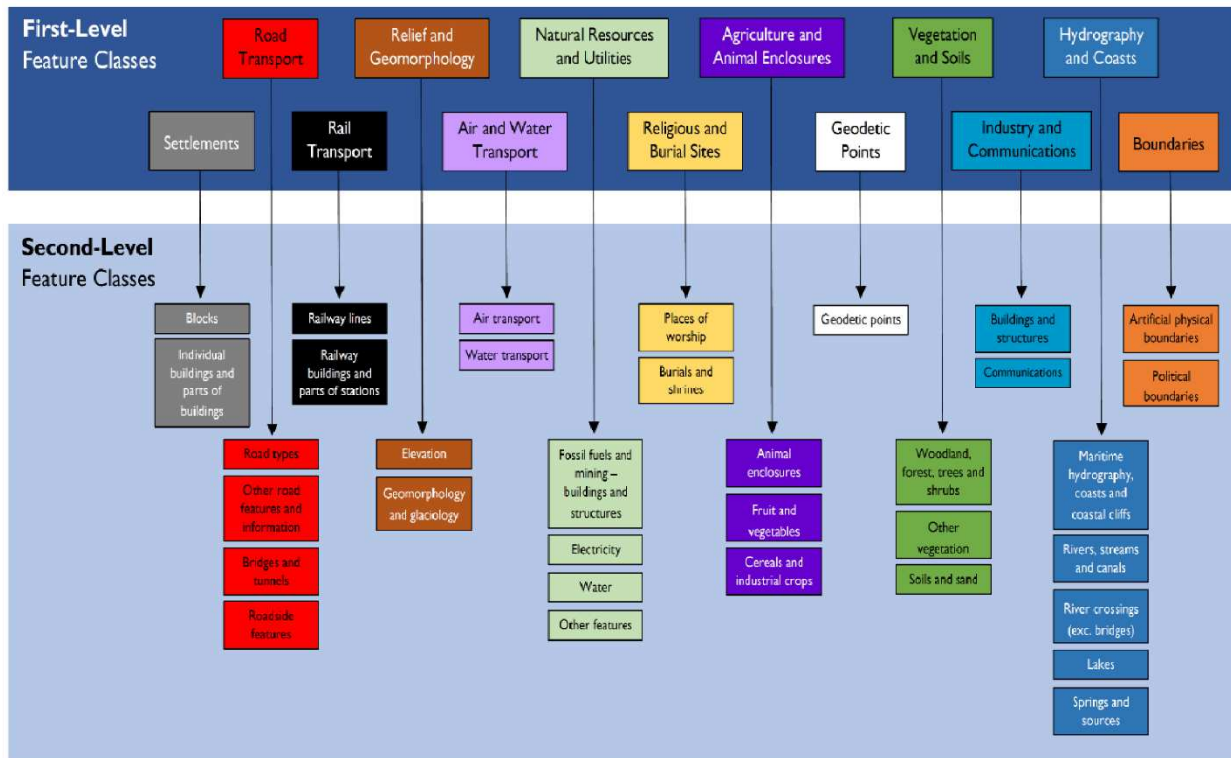 First-Level
Feature Classes
Road
Transport
Relief and
Geomorphology
Natural Resources
and Utilities
Agriculture and
Animal Enclosures
Vegetation
and Soils
Hydrography
and Coasts
Settlements
Rail
Transport
Air and Water
Transport
Religious and
Burial Sites
Geodetic
Points
Industry and
Communications
Boundaries
Second-Level
Feature Classes
Blocks
Individual
buildings and
parts of
buildings
Railway lines
Railway
buildings and
parts of stations
Air transport
Water transport
Places of
worship
Burials and
shrines
Geodetic points
Buildings and
structures
Communications
Artificial physical
boundaries
Political
boundaries
Road types
Other road
features and
information
Bridges and
tunnels
Roadside
features
Elevation
Geomorphology
and glaciology
Fossil fuels and
mining –
buildings and
structures
Electricity
Water
Other features
Animal
enclosures
Fruit and
vegetables
Cereals and
industrial crops
Woodland,
forest, trees and
shrubs
Other
vegetation
Soils and sand
Maritime
hydrography,
coasts and
coastal cliffs
Rivers, streams
and canals
River crossings
(exc. bridges)
Lakes
Springs and
sources